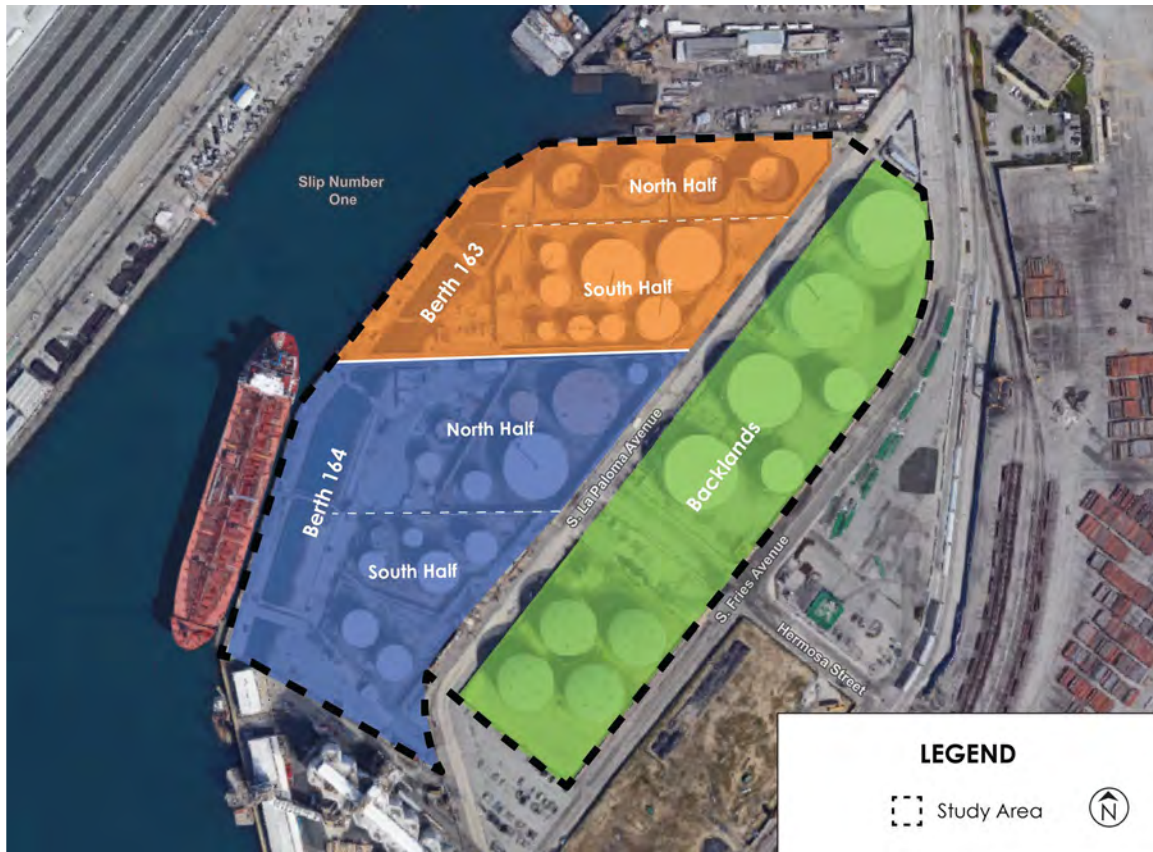 Slip Number
One
North Half
Berth 163
South Half
North Half
Berth 164
South Half
S. La Paloma Avenue
Backlands
S. Fries Avenue
Hermosa Street
LEGEND
Study Area
N